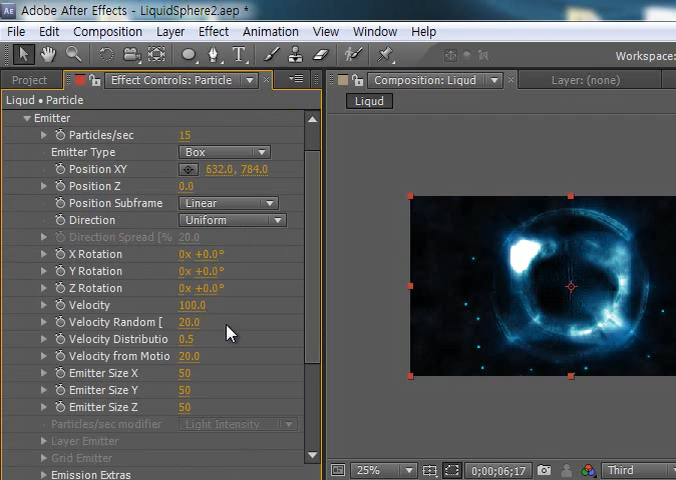 Adobe After Effects - LiquidSphere2.aep *
File Edit Composition Layer Effect Animation View Window Help
Workspace:
Project Effect Controls: Particle Composition: Liqud Layer: (none)
Liqud • Particle
Liqud
Emitter
Particles/sec 15
Emitter Type Box
Position XY 632.0, 784.0
Position Z 0.0
Position Subframe Linear
Direction Uniform
Direction Spread [% 20.0
X Rotation 0x +0.0°
Y Rotation 0x +0.0°
Z Rotation 0x +0.0°
Velocity 100.0
Velocity Random [ 20.0
Velocity Distributio 0.5
Velocity from Motio 20.0
Emitter Size X 50
Emitter Size Y 50
Emitter Size Z 50
Particles/sec modifier Light Intensity
Layer Emitter
Grid Emitter
Emission Extras
25% 0;00;06;17 Third